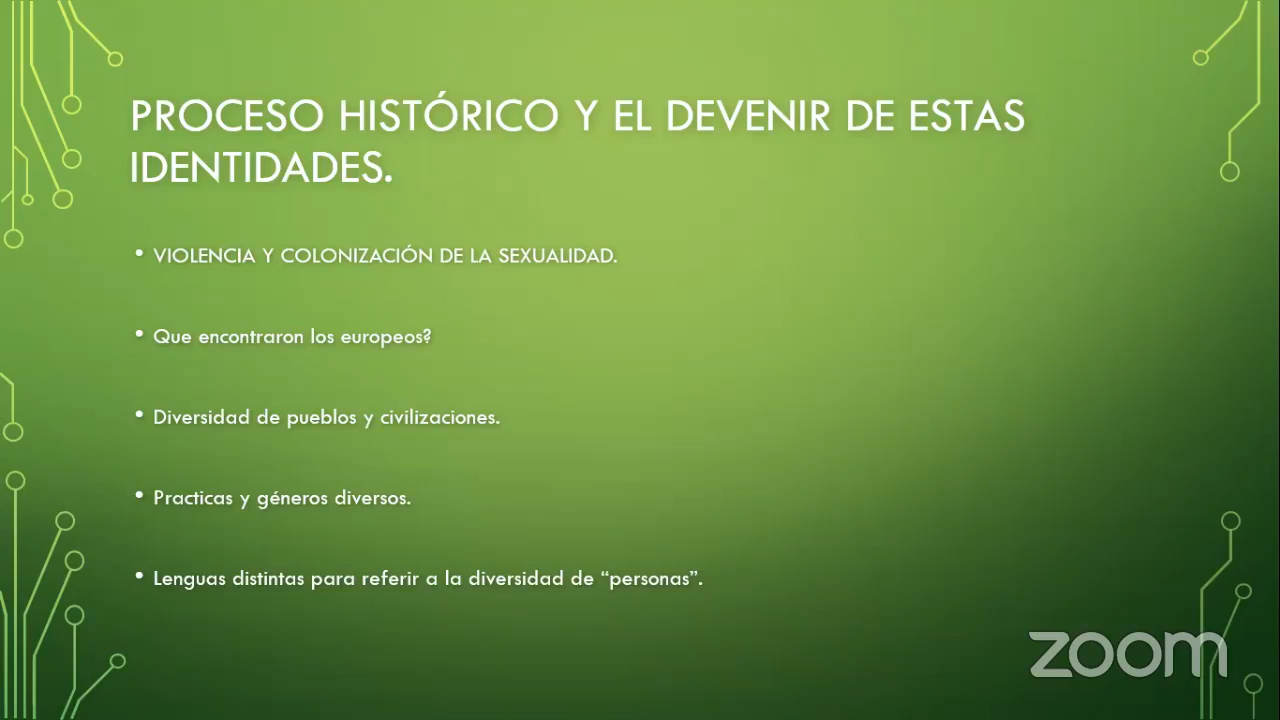 PROCESO HISTÓRICO Y EL DEVENIR DE ESTAS
IDENTIDADES.
• VIOLENCIA Y COLONIZACIÓN DE LA SEXUALIDAD.
• Que encontraron los europeos?
• Diversidad de pueblos y civilizaciones.
• Practicas y géneros diversos.
• Lenguas distintas para referir a la diversidad de “personas”.
zoom